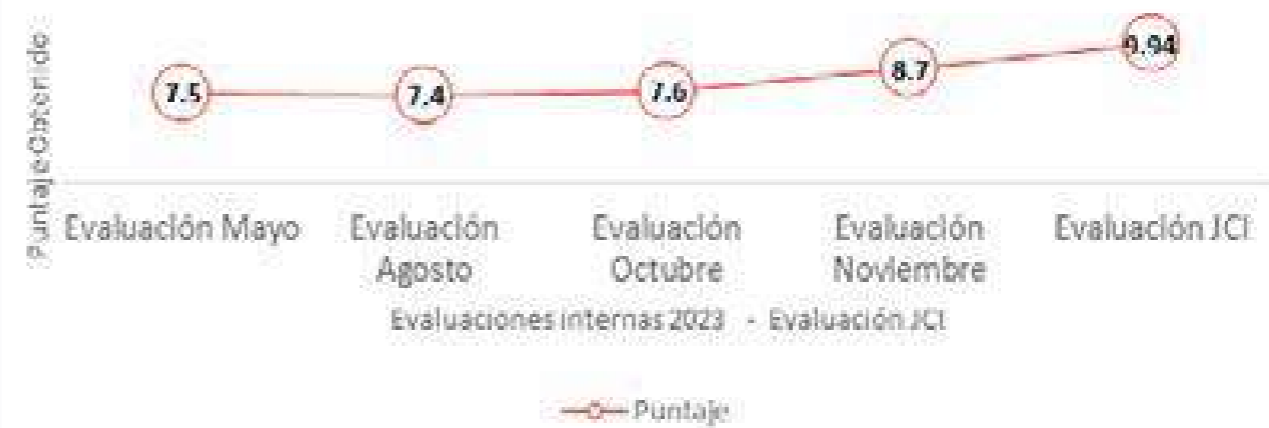 Puntaje Obtenido
7.5
7.4
7.6
8.7
9.94
Evaluación Mayo
Evaluación
Agosto
Evaluación
Octubre
Evaluación
Noviembre
Evaluación JCI
Evaluaciones internas 2023 - Evaluación JCI
Puntaje